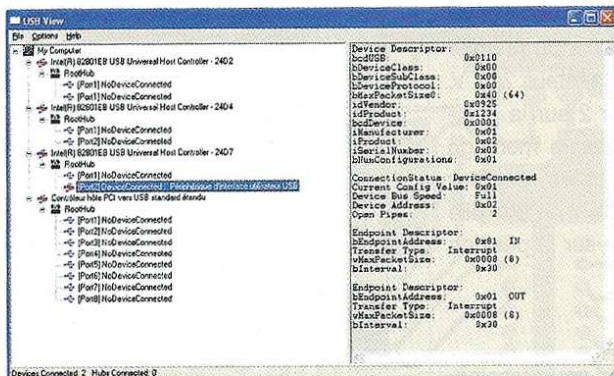 USB View
File Options Help
My Computer
Intel(R) 82801EB USB Universal Host Controller - 24D2
RootHub
[Port1] NoDeviceConnected
[Port1] NoDeviceConnected
Intel(R) 82801EB USB Universal Host Controller - 24D4
RootHub
[Port1] NoDeviceConnected
[Port2] NoDeviceConnected
Intel(R) 82801EB USB Universal Host Controller - 24D7
RootHub
[Port1] NoDeviceConnected
[Port2] DeviceConnected : Périphérique d'interface utilisateur USB
Contrôleur hôte PCI vers USB standard étendu
RootHub
[Port1] NoDeviceConnected
[Port2] NoDeviceConnected
[Port3] NoDeviceConnected
[Port4] NoDeviceConnected
[Port5] NoDeviceConnected
[Port6] NoDeviceConnected
[Port7] NoDeviceConnected
[Port8] NoDeviceConnected
Device Descriptor:
bcdUSB: 0x0110
bDeviceClass: 0x00
bDeviceSubClass: 0x00
bDeviceProtocol: 0x00
bMaxPacketSize0: 0x40 (64)
idVendor: 0x0925
idProduct: 0x1234
bcdDevice: 0x0001
iManufacturer: 0x01
iProduct: 0x02
iSerialNumber: 0x03
bNumConfigurations: 0x01
ConnectionStatus: DeviceConnected
Current Config Value: 0x01
Device Bus Speed: Full
Device Address: 0x02
Open Pipes: 2
Endpoint Descriptor:
bEndpointAddress: 0x81 IN
Transfer Type: Interrupt
wMaxPacketSize: 0x0008 (8)
bInterval: 0x30
Endpoint Descriptor:
bEndpointAddress: 0x01 OUT
Transfer Type: Interrupt
wMaxPacketSize: 0x0008 (8)
bInterval: 0x30
Devices Connected: 2 Hubs Connected: 0